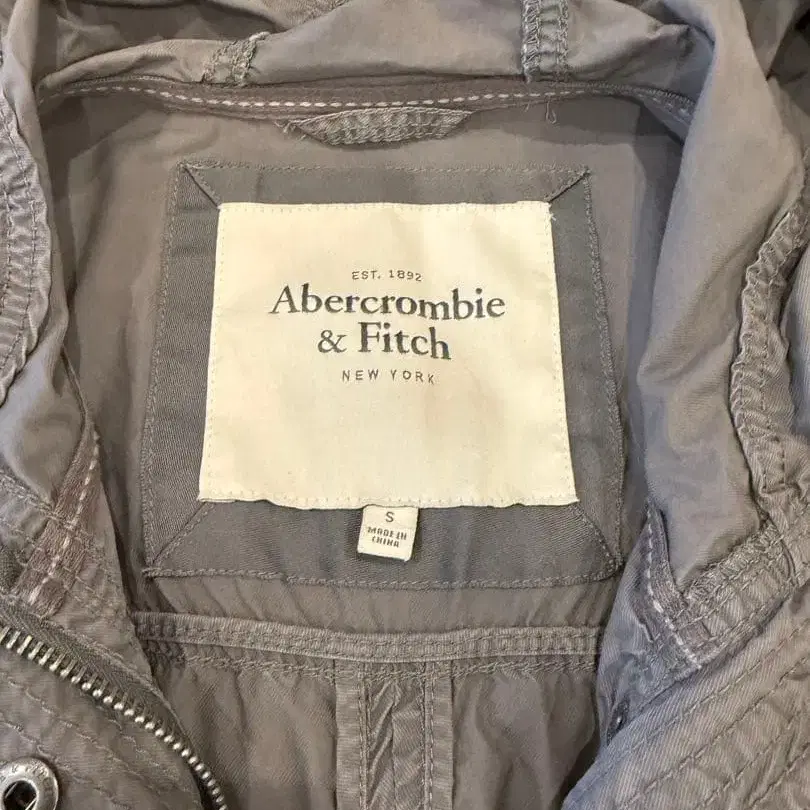 EST. 1892
Abercrombie
& Fitch
NEW YORK
S
MADE IN
CHINA